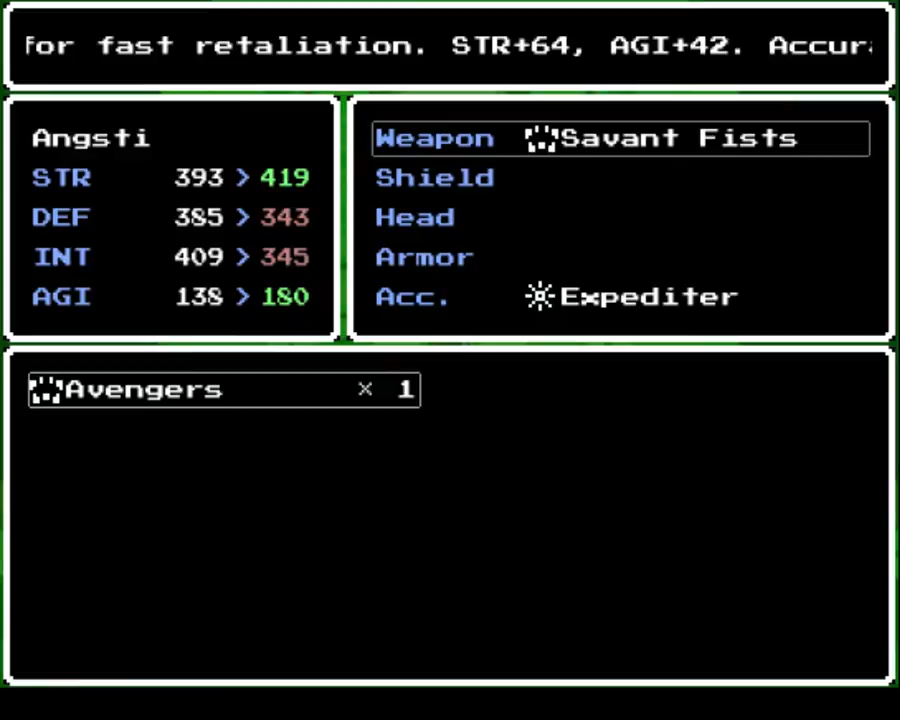 for fast retaliation. STR+64, AGI+42.
Angsti
STR 393 > 419
DEF 385 > 343
INT 409 > 345
AGI 138 > 180
Weapon Savant Fists
Shield
Head
Armor
Acc. Expediter
Avengers × 1